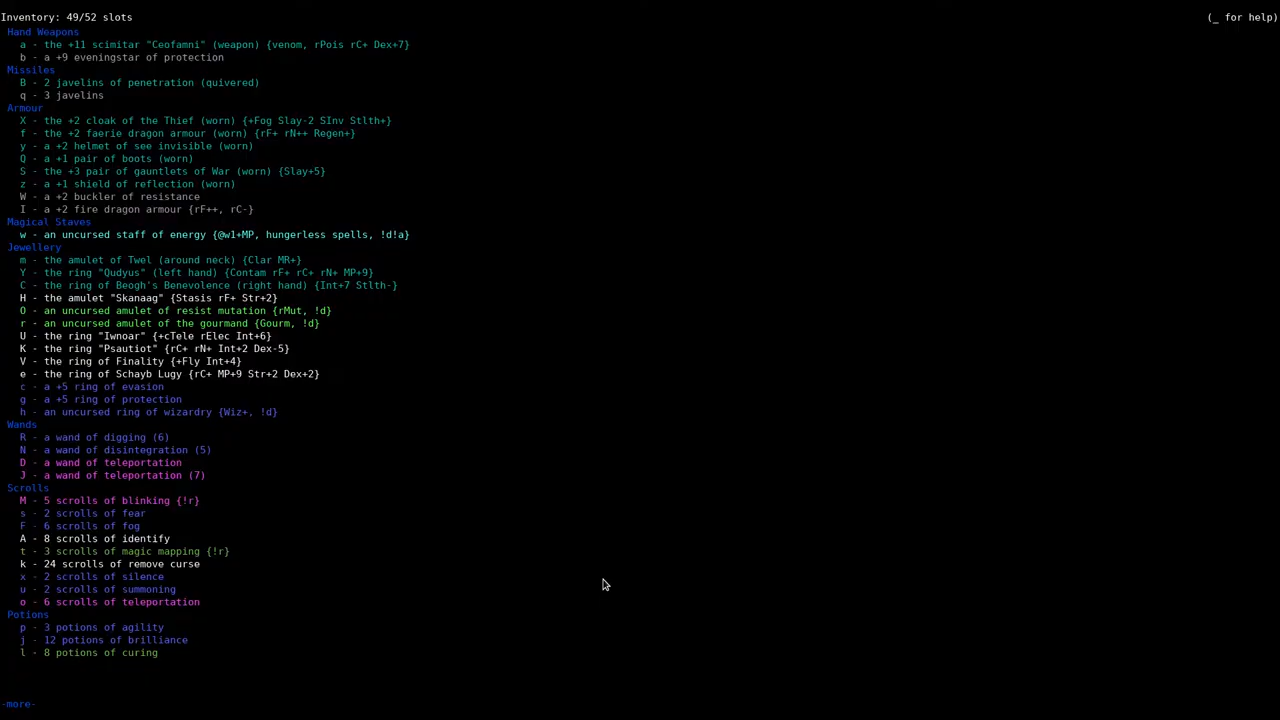 Inventory: 49/52 slots (_ for help)
Hand Weapons
a - the +11 scimitar "Ceofamni" (weapon) {venom, rPois rC+ Dex+7}
b - a +9 eveningstar of protection
Missiles
B - 2 javelins of penetration (quivered)
q - 3 javelins
Armour
X - the +2 cloak of the Thief (worn) {+Fog Slay-2 SInv Stlth+}
f - the +2 faerie dragon armour (worn) {rF+ rN++ Regen+}
y - a +2 helmet of see invisible (worn)
Q - a +1 pair of boots (worn)
S - the +3 pair of gauntlets of War (worn) {Slay+5}
z - a +1 shield of reflection (worn)
W - a +2 buckler of resistance
I - a +2 fire dragon armour {rF++, rC-}
Magical Staves
w - an uncursed staff of energy {@w1+MP, hungerless spells, !d!a}
Jewellery
m - the amulet of Twel (around neck) {Clar MR+}
Y - the ring "Qudyus" (left hand) {Contam rF+ rC+ rN+ MP+9}
C - the ring of Beogh's Benevolence (right hand) {Int+7 Stlth-}
H - the amulet "Skanaag" {Stasis rF+ Str+2}
O - an uncursed amulet of resist mutation {rMut, !d}
r - an uncursed amulet of the gourmand {Gourm, !d}
U - the ring "Iwnoar" {+cTele rElec Int+6}
K - the ring "Psautiot" {rC+ rN+ Int+2 Dex-5}
V - the ring of Finality {+Fly Int+4}
e - the ring of Schayb Lugy {rC+ MP+9 Str+2 Dex+2}
c - a +5 ring of evasion
g - a +5 ring of protection
h - an uncursed ring of wizardry {Wiz+, !d}
Wands
R - a wand of digging (6)
N - a wand of disintegration (5)
D - a wand of teleportation
J - a wand of teleportation (7)
Scrolls
M - 5 scrolls of blinking {!r}
s - 2 scrolls of fear
F - 6 scrolls of fog
A - 8 scrolls of identify
t - 3 scrolls of magic mapping {!r}
k - 24 scrolls of remove curse
x - 2 scrolls of silence
u - 2 scrolls of summoning
o - 6 scrolls of teleportation
Potions
p - 3 potions of agility
j - 12 potions of brilliance
l - 8 potions of curing
-more-